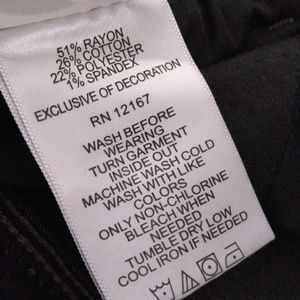 51% RAYON
26% COTTON
22% POLYESTER
1% SPANDEX
EXCLUSIVE OF DECORATION
RN 12167
WASH BEFORE
WEARING
TURN GARMENT
INSIDE OUT
MACHINE WASH COLD
WASH WITH LIKE
COLORS
ONLY NON-CHLORINE
BLEACH WHEN
NEEDED
TUMBLE DRY LOW
COOL IRON IF NEEDED